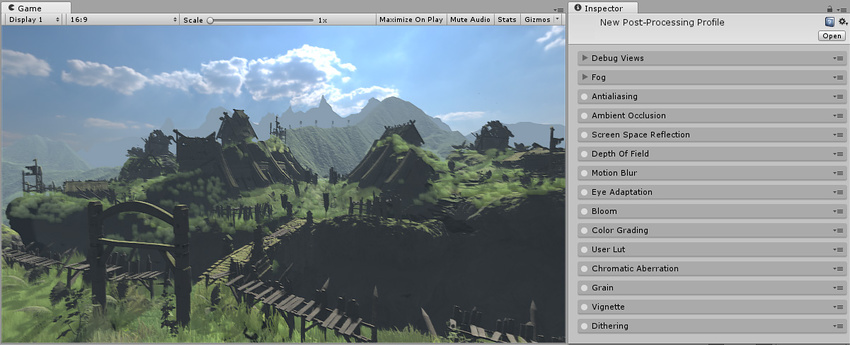 Game
Display 1 16:9 Scale 1x Maximize On Play Mute Audio Stats Gizmos
Inspector
New Post-Processing Profile
Open
Debug Views
Fog
Antialiasing
Ambient Occlusion
Screen Space Reflection
Depth Of Field
Motion Blur
Eye Adaptation
Bloom
Color Grading
User Lut
Chromatic Aberration
Grain
Vignette
Dithering